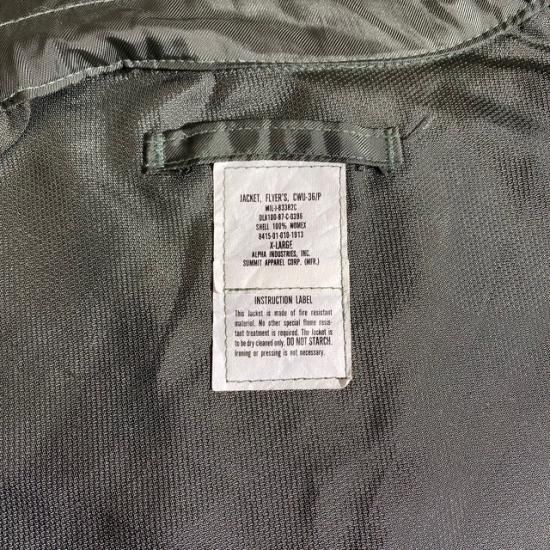 JACKET, FLYER'S, CWU-36/P
MIL-J-83382C
DLA100-87-C-0396
SHELL 100% NOMEX
8415-01-010-1913
X-LARGE
ALPHA INDUSTRIES, INC.
SUMMIT APPAREL CORP. (MFR.)
INSTRUCTION LABEL
This Jacket is made of fire resistant
material. No other special flame resis-
tant treatment is required. The Jacket is
to be dry cleaned only. DO NOT STARCH.
Ironing or pressing is not necessary.